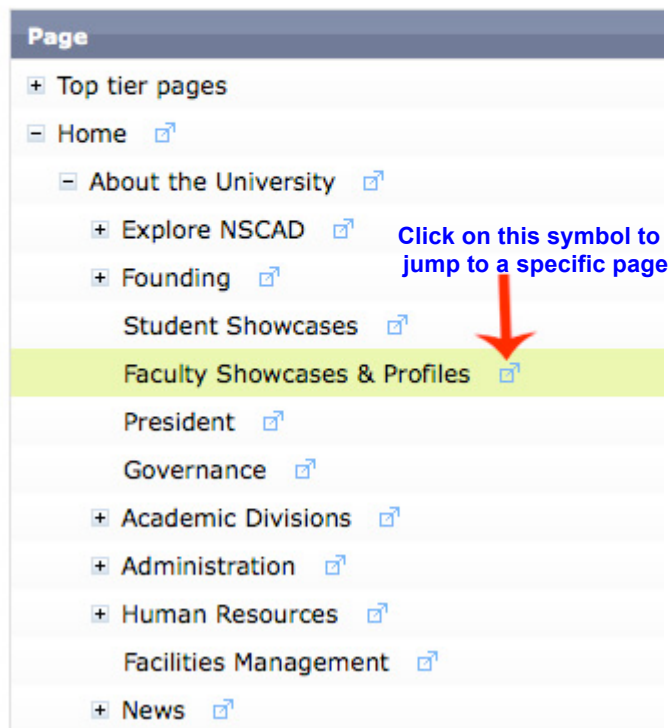 Page
Top tier pages
Home
About the University
Explore NSCAD
Click on this symbol to
jump to a specific page
Founding
Student Showcases
Faculty Showcases & Profiles
President
Governance
Academic Divisions
Administration
Human Resources
Facilities Management
News